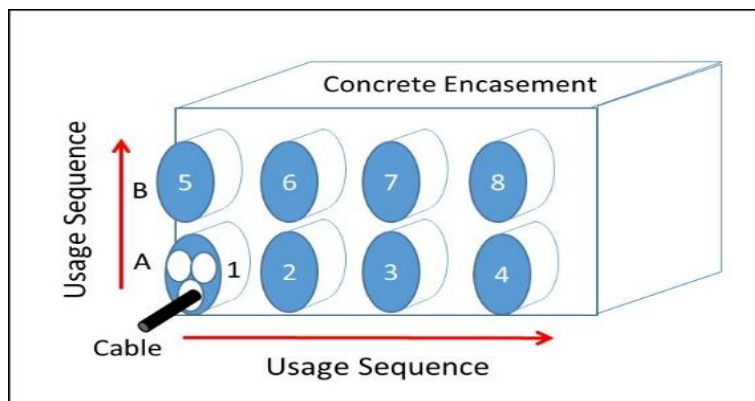 Concrete Encasement
Usage Sequence
B
5 6 7 8
A
1 2 3 4
Cable
Usage Sequence